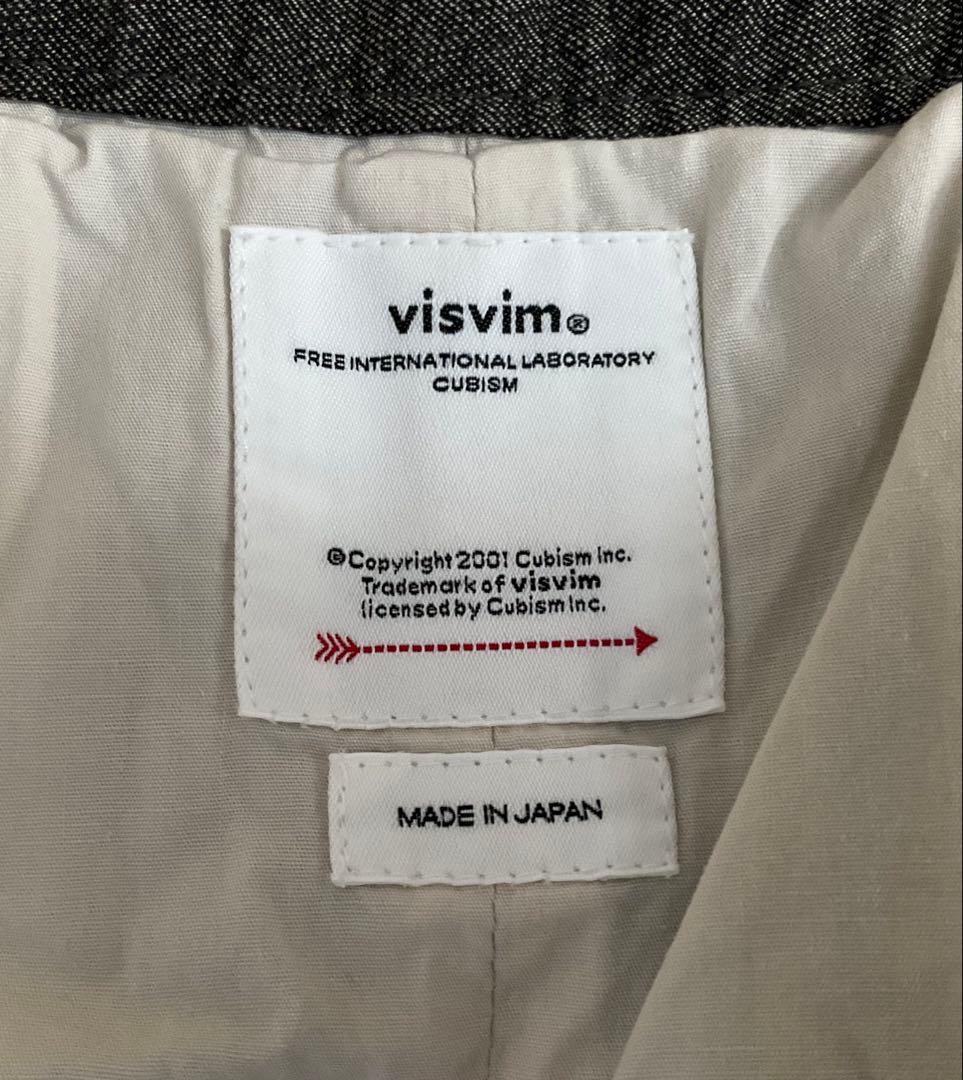 visvim®
FREE INTERNATIONAL LABORATORY
CUBISM
©Copyright 2001 Cubism Inc.
Trademark of visvim
licensed by Cubism Inc.
MADE IN JAPAN